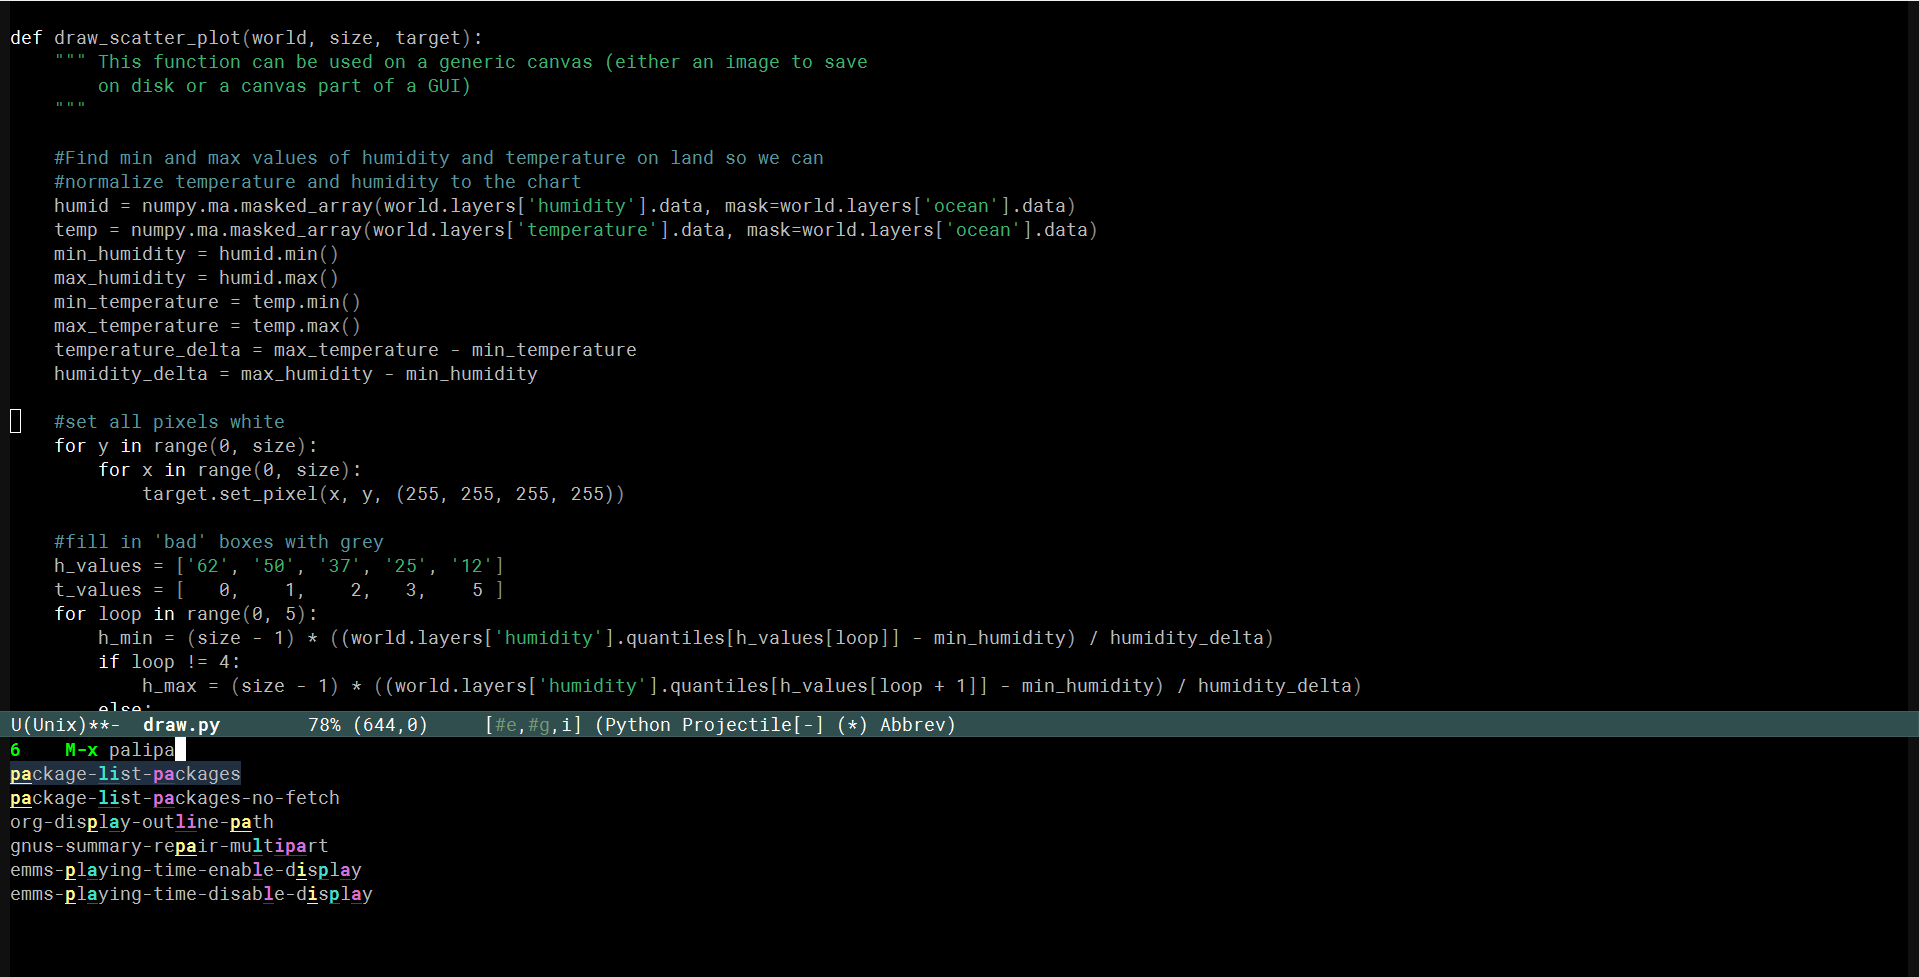 def draw_scatter_plot(world, size, target):
    """ This function can be used on a generic canvas (either an image to save
        on disk or a canvas part of a GUI)
    """
    #Find min and max values of humidity and temperature on land so we can
    #normalize temperature and humidity to the chart
    humid = numpy.ma.masked_array(world.layers['humidity'].data, mask=world.layers['ocean'].data)
    temp = numpy.ma.masked_array(world.layers['temperature'].data, mask=world.layers['ocean'].data)
    min_humidity = humid.min()
    max_humidity = humid.max()
    min_temperature = temp.min()
    max_temperature = temp.max()
    temperature_delta = max_temperature - min_temperature
    humidity_delta = max_humidity - min_humidity
    #set all pixels white
    for y in range(0, size):
        for x in range(0, size):
            target.set_pixel(x, y, (255, 255, 255, 255))
    #fill in 'bad' boxes with grey
    h_values = ['62', '50', '37', '25', '12']
    t_values = [   0,    1,    2,   3,    5 ]
    for loop in range(0, 5):
        h_min = (size - 1) * ((world.layers['humidity'].quantiles[h_values[loop]] - min_humidity) / humidity_delta)
        if loop != 4:
            h_max = (size - 1) * ((world.layers['humidity'].quantiles[h_values[loop + 1]] - min_humidity) / humidity_delta)
        else:
U(Unix)**-  draw.py        78% (644,0)     [#e,#g,i] (Python Projectile[-] (*) Abbrev)
6    M-x palipa
package-list-packages
package-list-packages-no-fetch
org-display-outline-path
gnus-summary-repair-multipart
emms-playing-time-enable-display
emms-playing-time-disable-display